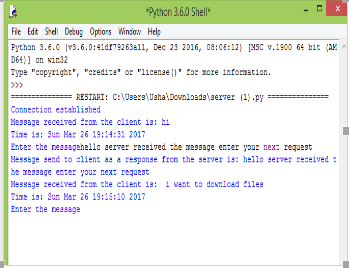 *Python 3.6.0 Shell*
File Edit Shell Debug Options Window Help
Python 3.6.0 (v3.6.0:41df79263a11, Dec 23 2016, 08:06:12) [MSC v.1900 64 bit (AM
D64)] on win32
Type "copyright", "credits" or "license()" for more information.
>>>
=============== RESTART: C:\Users\Usha\Downloads\server (1).py ===============
Connection established
Message received from the client is: hi
Time is: Sun Mar 26 19:14:31 2017
Enter the messagehello server received the message enter your next request
Message send to client as a response from the server is: hello server received t
he message enter your next request
Message received from the client is:  i want to download files
Time is: Sun Mar 26 19:15:10 2017
Enter the message